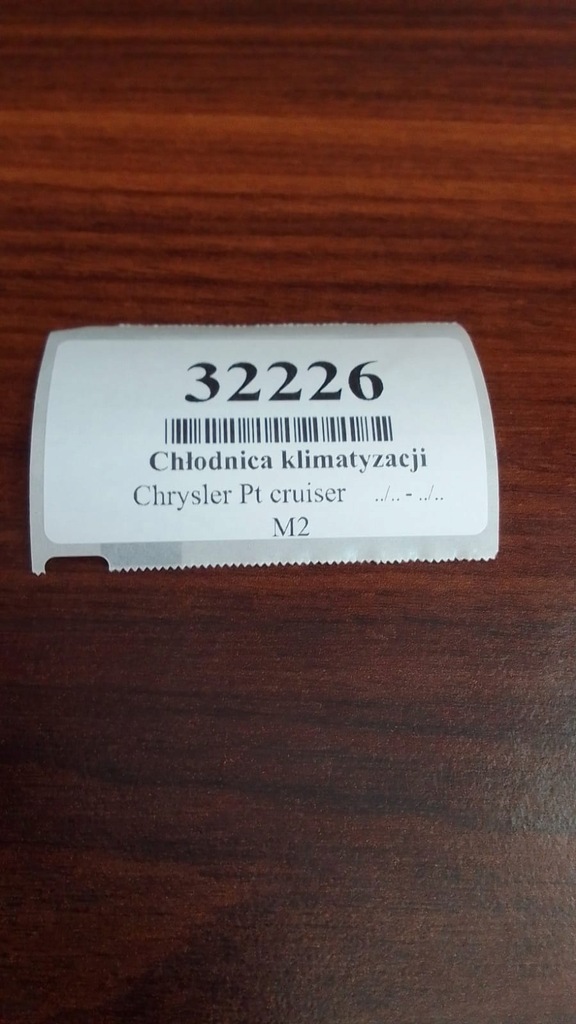 32226
Chłodnica klimatyzacji
Chrysler Pt cruiser ../.. - ../..
M2